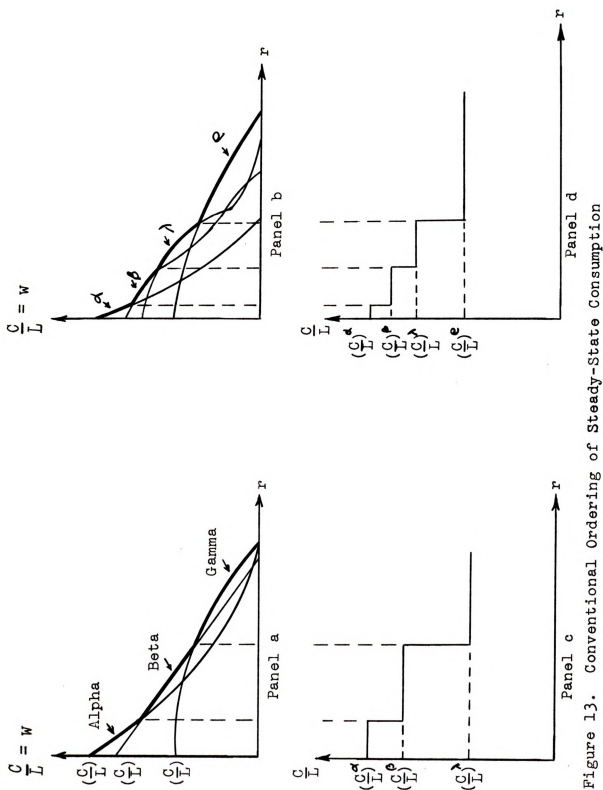 C/L = w
Alpha
Beta
Gamma
(C/L)
(C/L)
(C/L)
r
Panel a
C/L = w
α
β
λ
e
r
Panel b
C/L
(C/L)α
(C/L)β
(C/L)λ
r
Panel c
C/L
(C/L)α
(C/L)β
(C/L)λ
(C/L)e
r
Panel d
Figure 13. Conventional Ordering of Steady-State Consumption